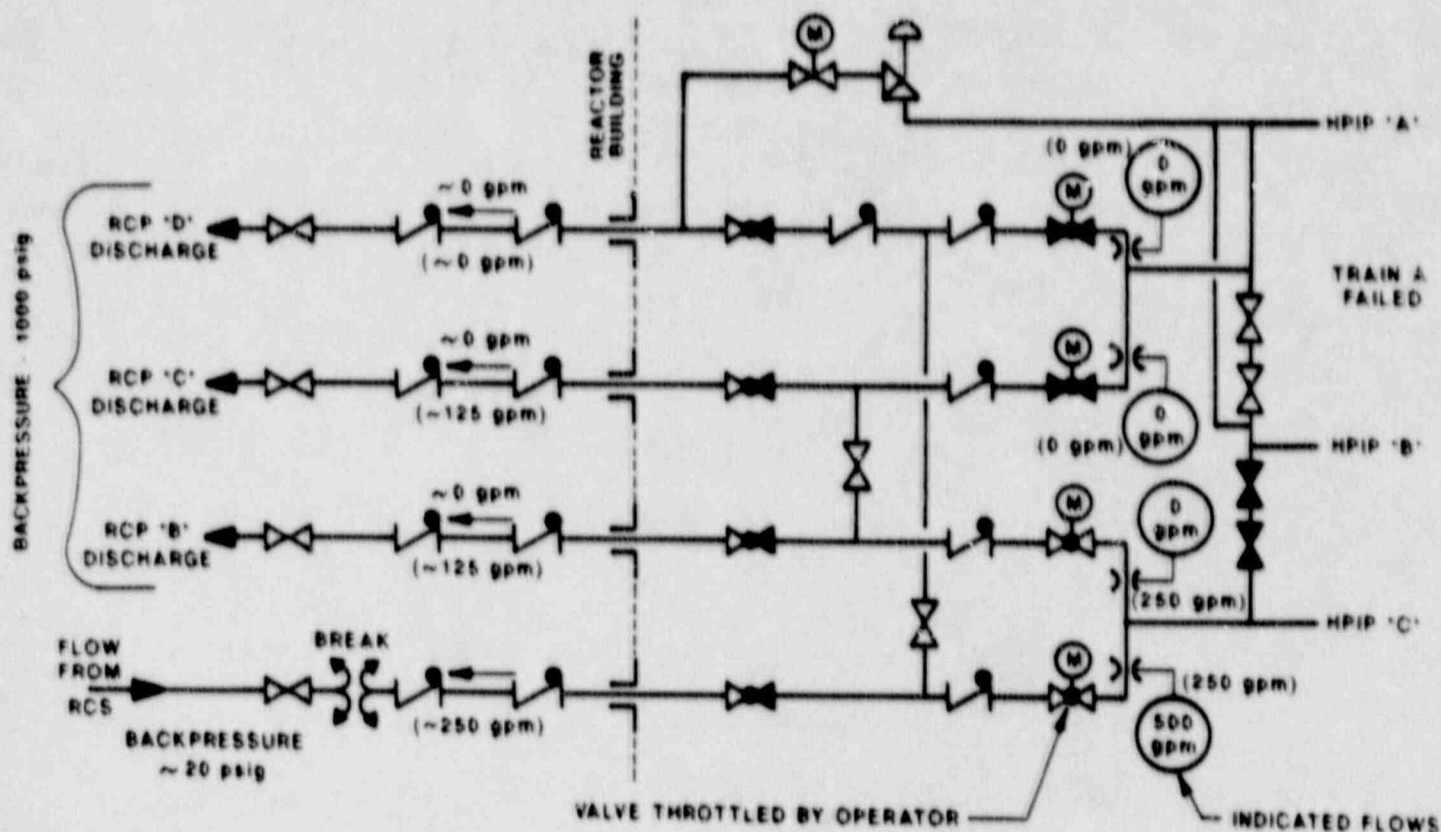 M
REACTOR
BUILDING
HPIP "A"
(0 gpm)
0
gpm
~0 gpm
M
RCP "D"
DISCHARGE
(~0 gpm)
TRAIN A
FAILED
BACKPRESSURE - 1000 psig
~0 gpm
M
RCP "C"
DISCHARGE
(~125 gpm)
0
gpm
(0 gpm)
HPIP "B"
~0 gpm
M
0
gpm
RCP "B"
DISCHARGE
(~125 gpm)
(250 gpm)
FLOW
FROM
RCS
BREAK
HPIP "C"
M
(250 gpm)
(~250 gpm)
500
gpm
BACKPRESSURE
~20 psig
VALVE THROTTLED BY OPERATOR
INDICATED FLOWS